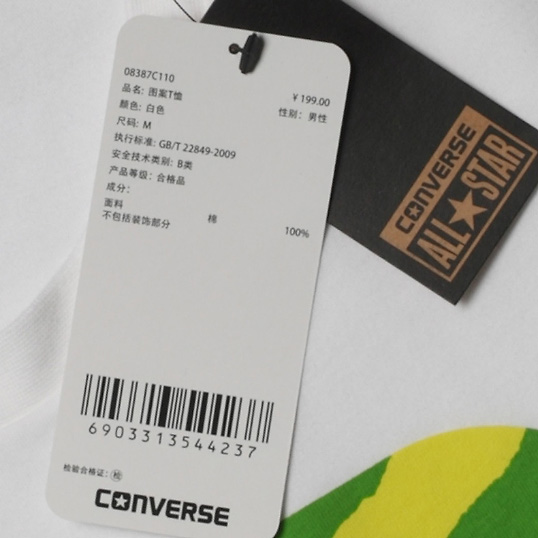 08387C110
品名: 图案T恤 ¥199.00
颜色: 白色 性别: 男性
尺码: M
执行标准: GB/T 22849-2009
安全技术类别: B类
产品等级: 合格品
成分:
面料
不包括装饰部分 棉 100%
6903313544237
检验合格证: 检
CONVERSE
CONVERSE
ALL STAR